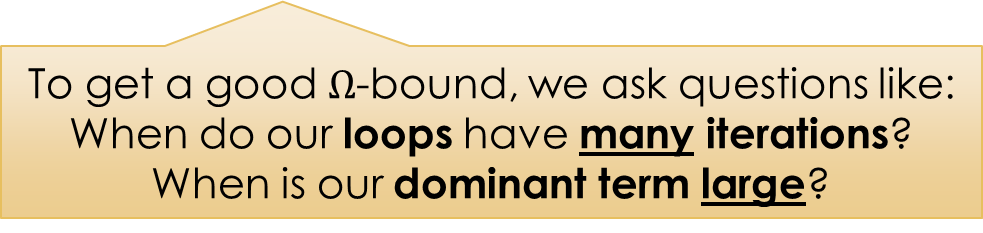 To get a good Ω-bound, we ask questions like:
When do our loops have many iterations?
When is our dominant term large?